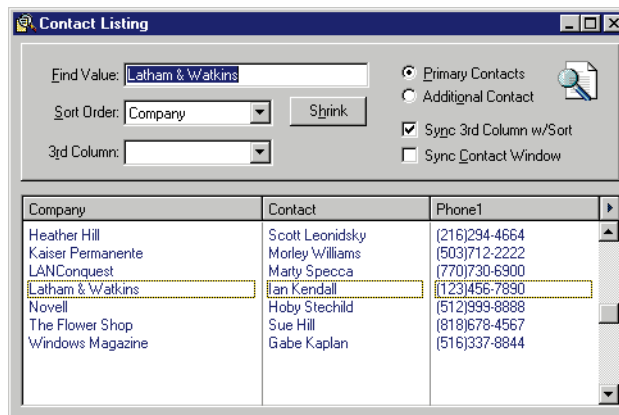 Contact Listing
Find Value: Latham & Watkins
Sort Order: Company
Shrink
3rd Column:
Primary Contacts
Additional Contact
Sync 3rd Column w/Sort
Sync Contact Window
Company Contact Phone1
Heather Hill Scott Leonidsky (216)294-4664
Kaiser Permanente Morley Williams (503)712-2222
LANConquest Marty Specca (770)730-6900
Latham & Watkins Ian Kendall (123)456-7890
Novell Hoby Stechild (512)999-8888
The Flower Shop Sue Hill (818)678-4567
Windows Magazine Gabe Kaplan (516)337-8844